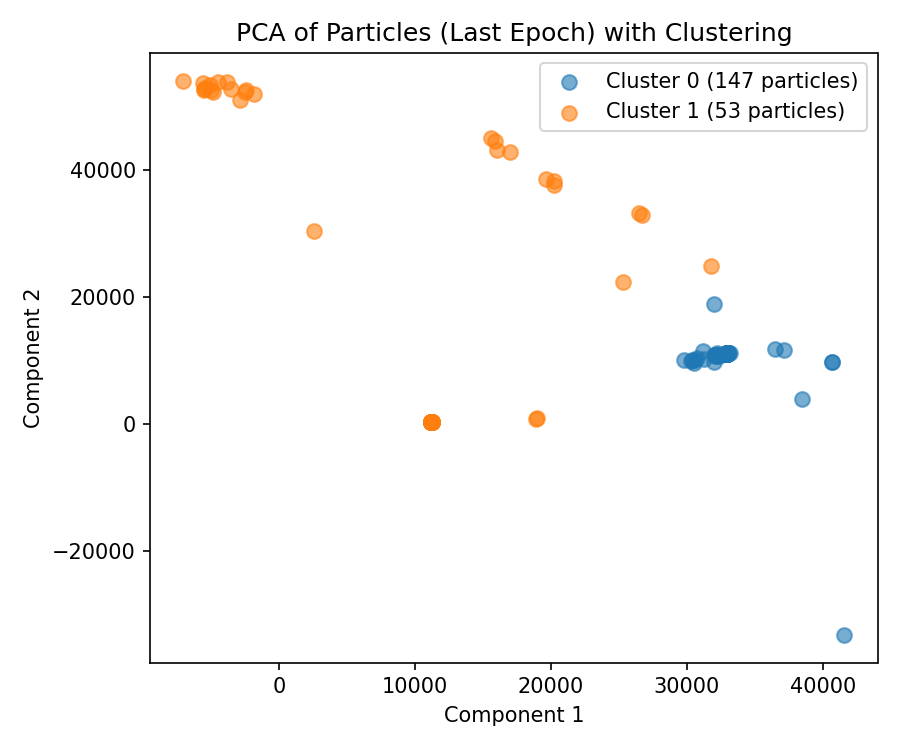 PCA of Particles (Last Epoch) with Clustering
Cluster 0 (147 particles)
Cluster 1 (53 particles)
Component 2
40000
20000
0
−20000
0
10000
20000
30000
40000
Component 1